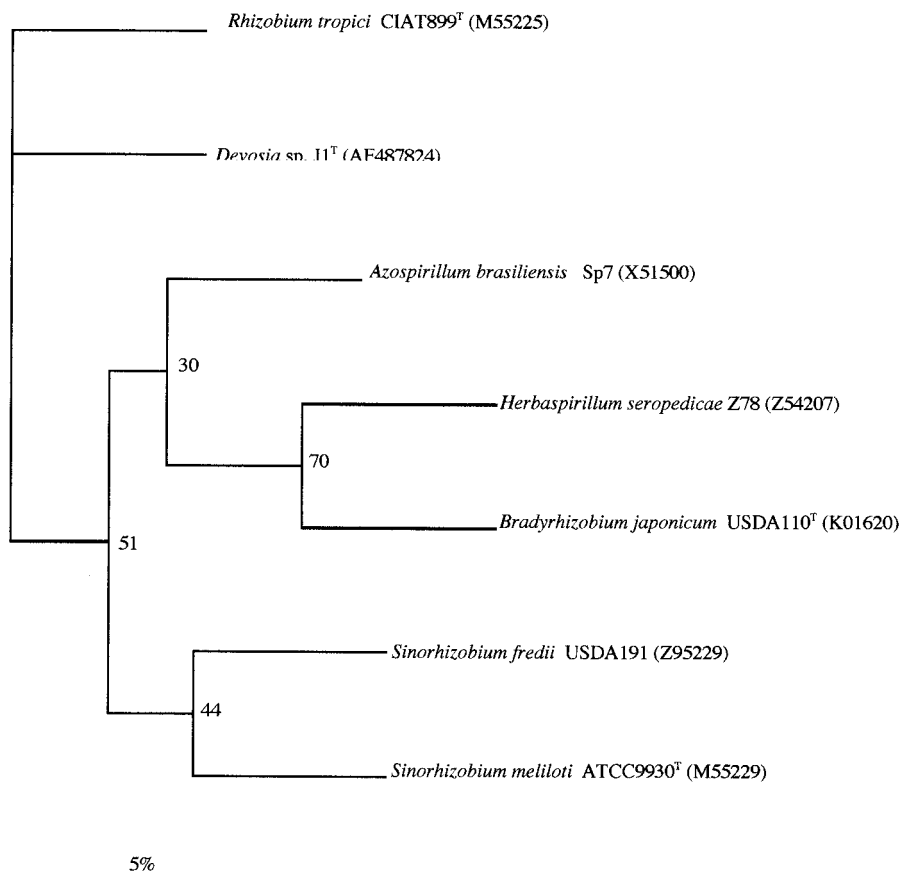 Rhizobium tropici CIAT899ᵀ (M55225)
Devosia sp. J1ᵀ (AF487824)
Azospirillum brasiliensis Sp7 (X51500)
30
Herbaspirillum seropedicae Z78 (Z54207)
70
Bradyrhizobium japonicum USDA110ᵀ (K01620)
51
Sinorhizobium fredii USDA191 (Z95229)
44
Sinorhizobium meliloti ATCC9930ᵀ (M55229)
5%